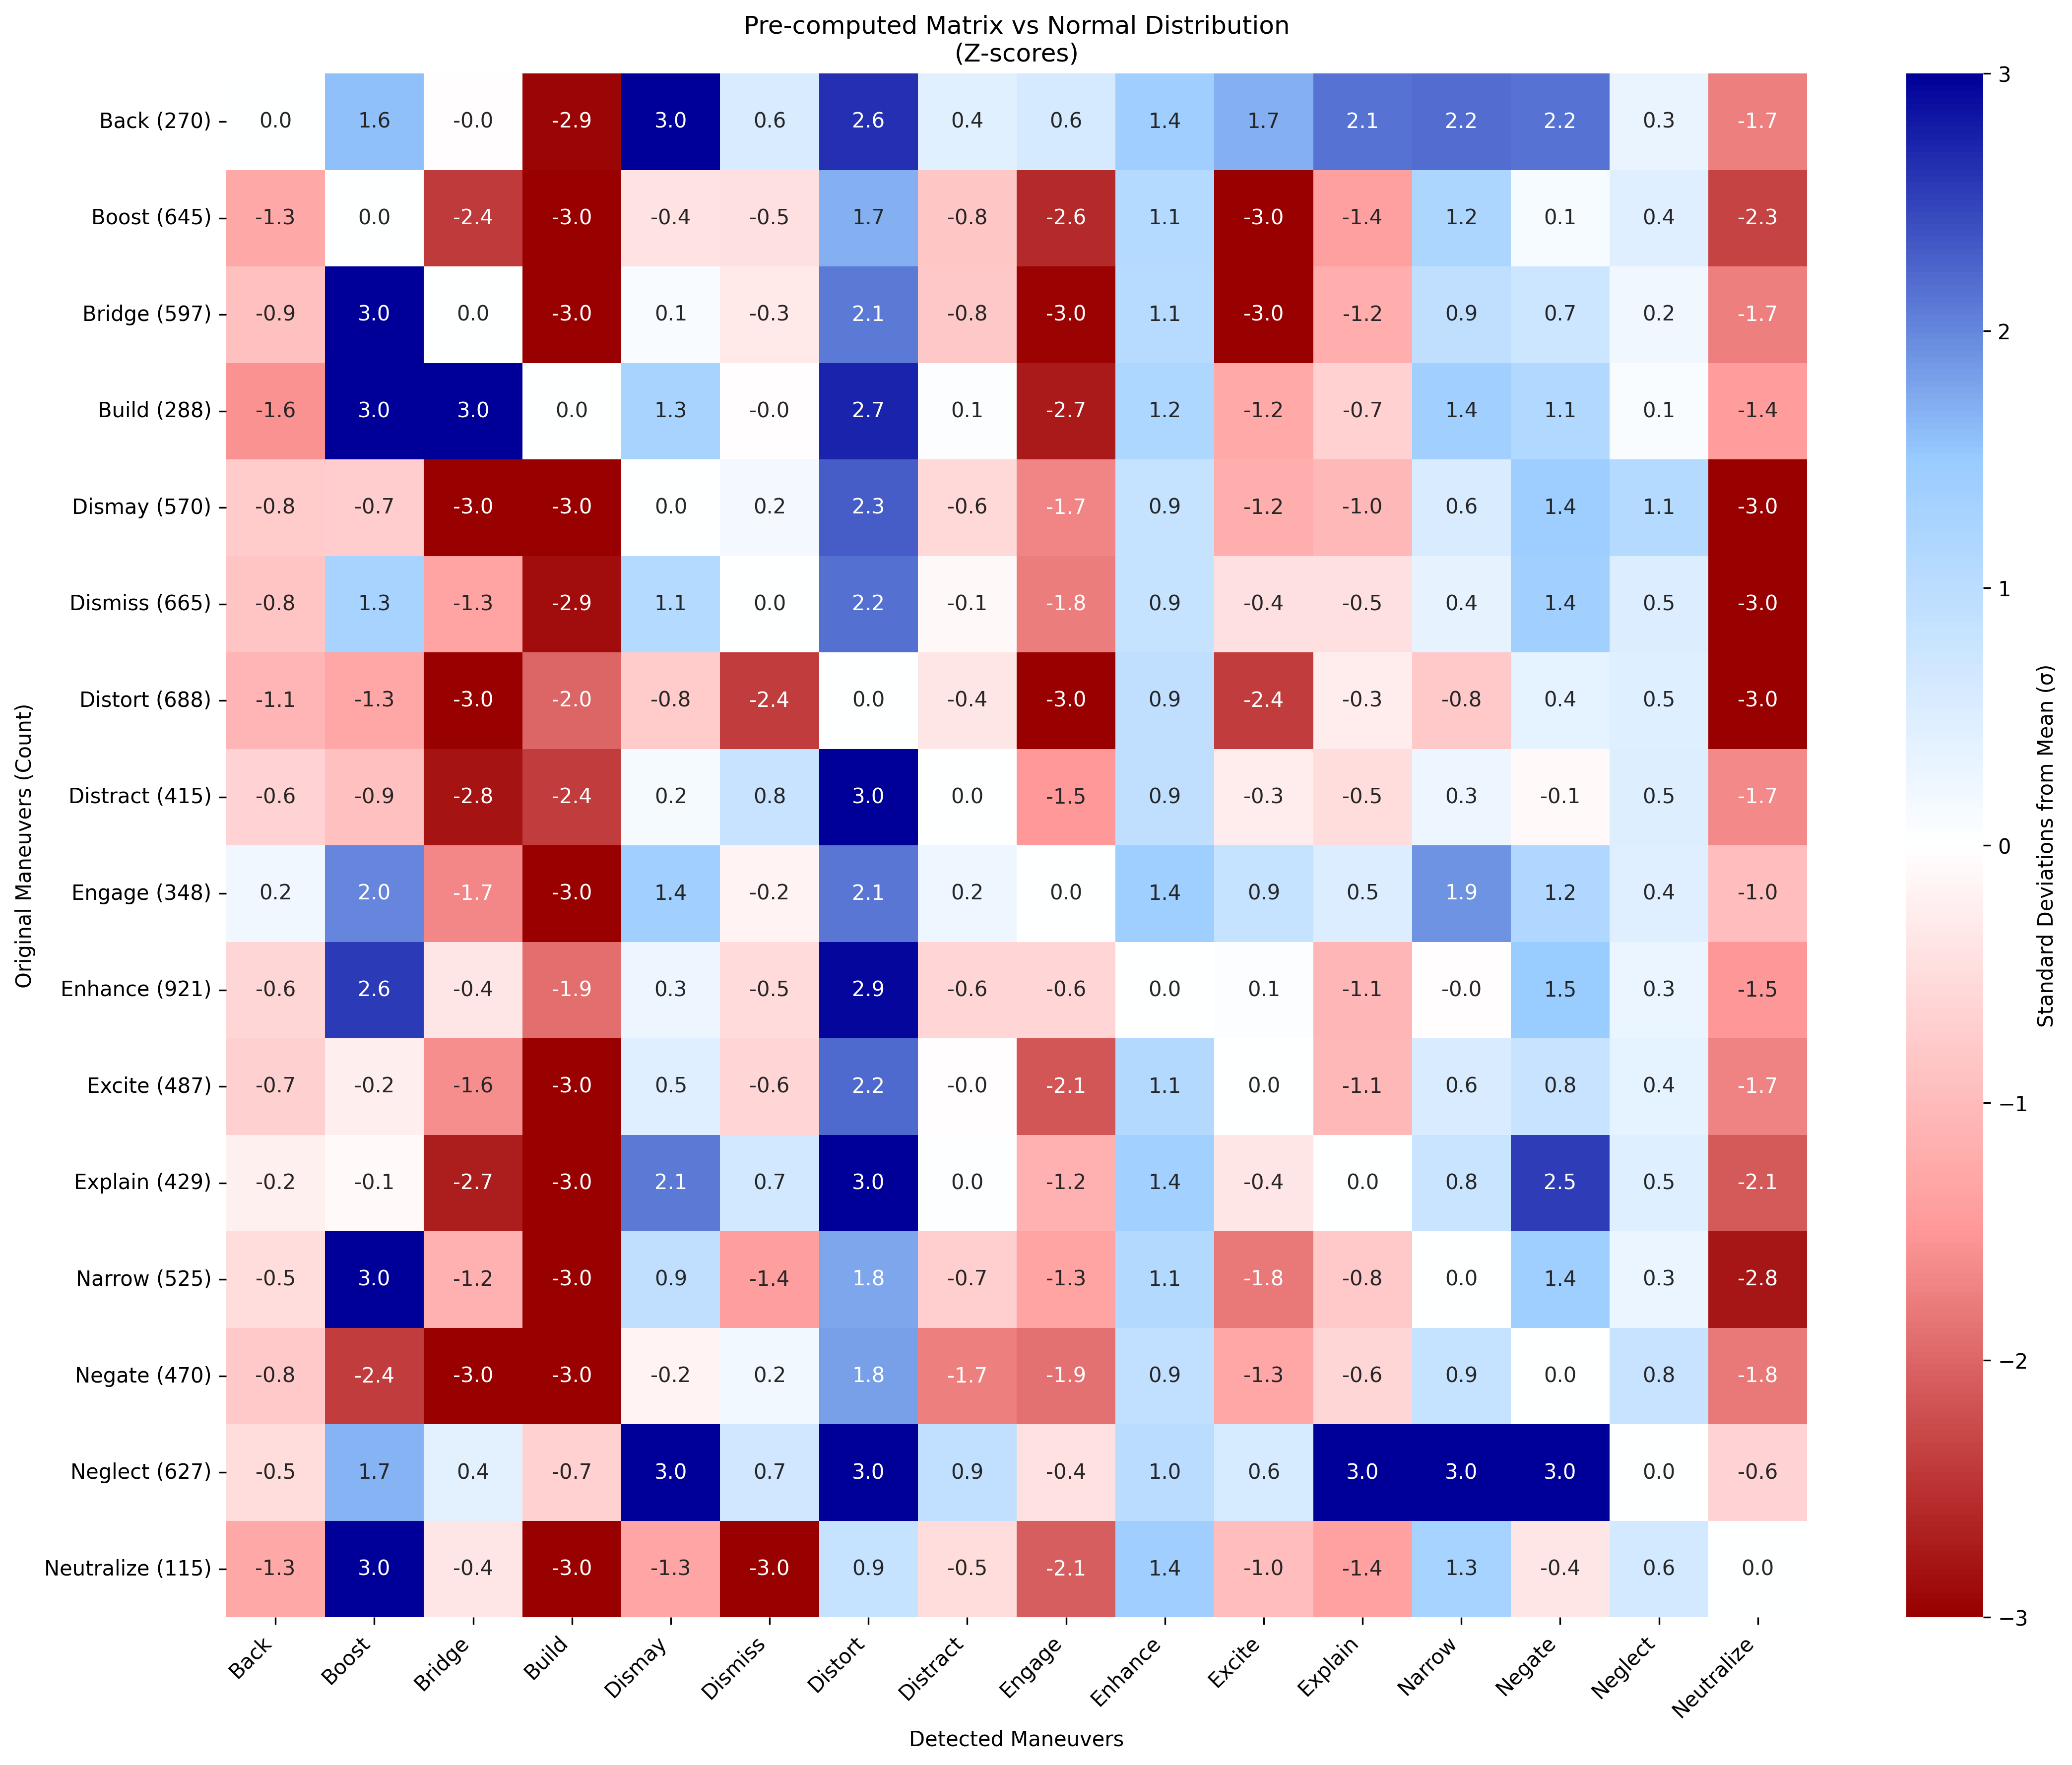 Pre-computed Matrix vs Normal Distribution
(Z-scores)
Original Maneuvers (Count)
Back (270) 0.0 1.6 -0.0 -2.9 3.0 0.6 2.6 0.4 0.6 1.4 1.7 2.1 2.2 2.2 0.3 -1.7
Boost (645) -1.3 0.0 -2.4 -3.0 -0.4 -0.5 1.7 -0.8 -2.6 1.1 -3.0 -1.4 1.2 0.1 0.4 -2.3
Bridge (597) -0.9 3.0 0.0 -3.0 0.1 -0.3 2.1 -0.8 -3.0 1.1 -3.0 -1.2 0.9 0.7 0.2 -1.7
Build (288) -1.6 3.0 3.0 0.0 1.3 -0.0 2.7 0.1 -2.7 1.2 -1.2 -0.7 1.4 1.1 0.1 -1.4
Dismay (570) -0.8 -0.7 -3.0 -3.0 0.0 0.2 2.3 -0.6 -1.7 0.9 -1.2 -1.0 0.6 1.4 1.1 -3.0
Dismiss (665) -0.8 1.3 -1.3 -2.9 1.1 0.0 2.2 -0.1 -1.8 0.9 -0.4 -0.5 0.4 1.4 0.5 -3.0
Distort (688) -1.1 -1.3 -3.0 -2.0 -0.8 -2.4 0.0 -0.4 -3.0 0.9 -2.4 -0.3 -0.8 0.4 0.5 -3.0
Distract (415) -0.6 -0.9 -2.8 -2.4 0.2 0.8 3.0 0.0 -1.5 0.9 -0.3 -0.5 0.3 -0.1 0.5 -1.7
Engage (348) 0.2 2.0 -1.7 -3.0 1.4 -0.2 2.1 0.2 0.0 1.4 0.9 0.5 1.9 1.2 0.4 -1.0
Enhance (921) -0.6 2.6 -0.4 -1.9 0.3 -0.5 2.9 -0.6 -0.6 0.0 0.1 -1.1 -0.0 1.5 0.3 -1.5
Excite (487) -0.7 -0.2 -1.6 -3.0 0.5 -0.6 2.2 -0.0 -2.1 1.1 0.0 -1.1 0.6 0.8 0.4 -1.7
Explain (429) -0.2 -0.1 -2.7 -3.0 2.1 0.7 3.0 0.0 -1.2 1.4 -0.4 0.0 0.8 2.5 0.5 -2.1
Narrow (525) -0.5 3.0 -1.2 -3.0 0.9 -1.4 1.8 -0.7 -1.3 1.1 -1.8 -0.8 0.0 1.4 0.3 -2.8
Negate (470) -0.8 -2.4 -3.0 -3.0 -0.2 0.2 1.8 -1.7 -1.9 0.9 -1.3 -0.6 0.9 0.0 0.8 -1.8
Neglect (627) -0.5 1.7 0.4 -0.7 3.0 0.7 3.0 0.9 -0.4 1.0 0.6 3.0 3.0 3.0 0.0 -0.6
Neutralize (115) -1.3 3.0 -0.4 -3.0 -1.3 -3.0 0.9 -0.5 -2.1 1.4 -1.0 -1.4 1.3 -0.4 0.6 0.0
Back Boost Bridge Build Dismay Dismiss Distort Distract Engage Enhance Excite Explain Narrow Negate Neglect Neutralize
Detected Maneuvers
3
2
1
0
−1
−2
−3
Standard Deviations from Mean (σ)